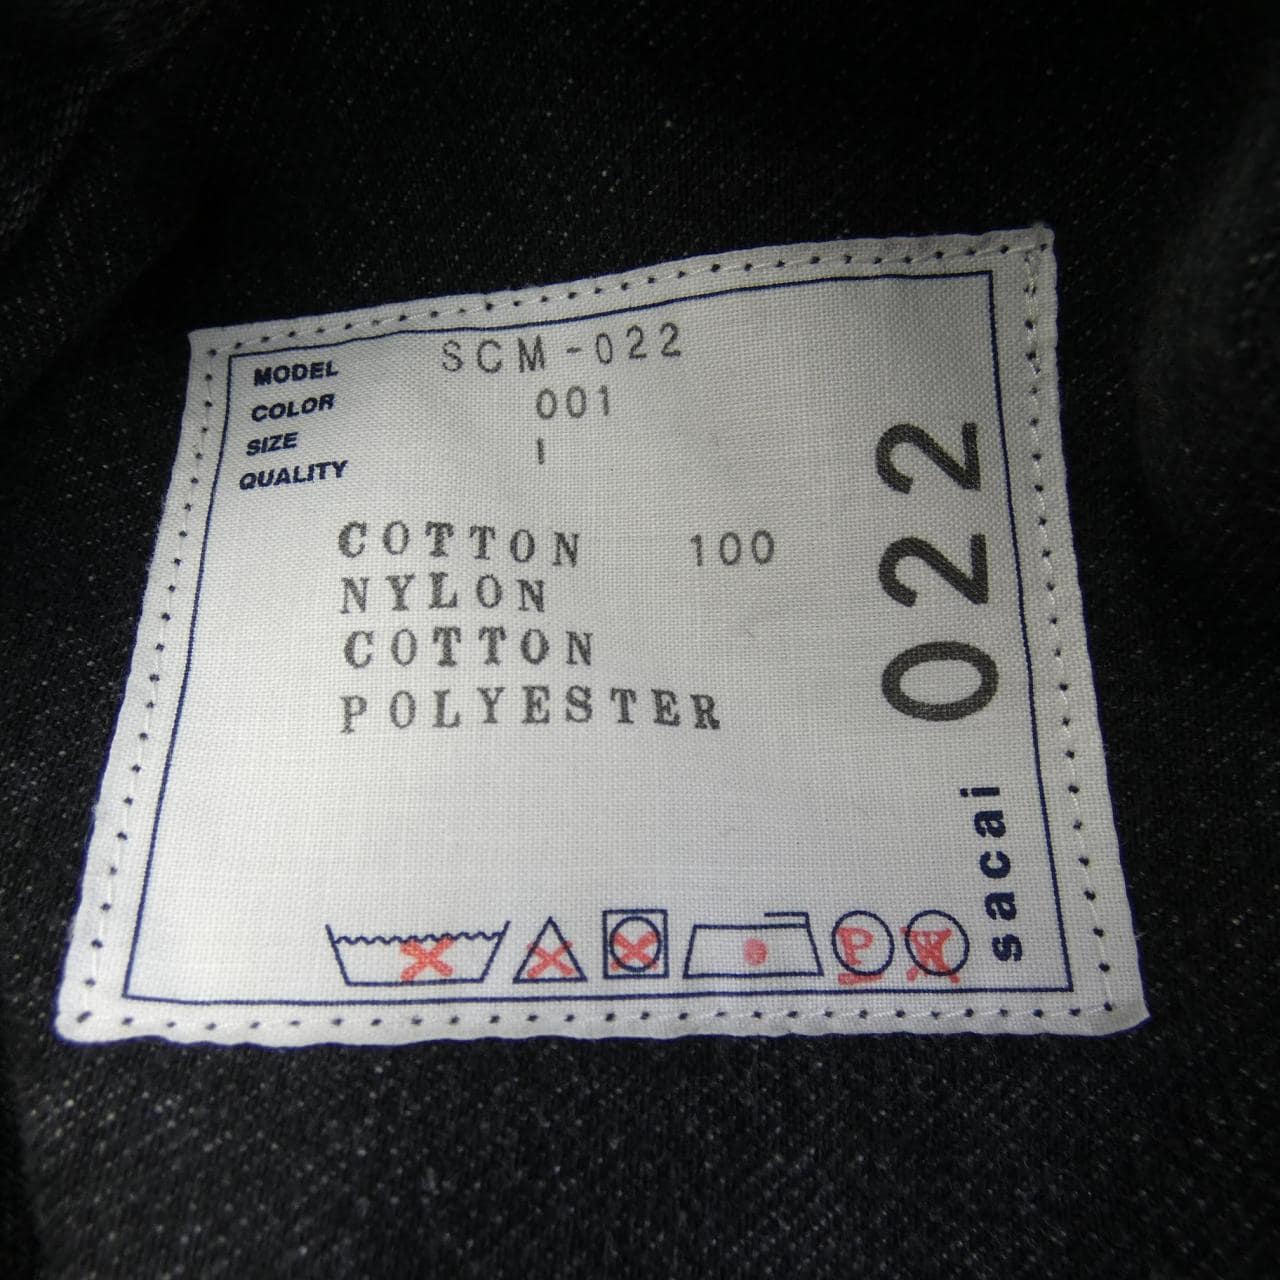 MODEL SCM-022
COLOR 001
SIZE 1
QUALITY
COTTON 100
NYLON
COTTON
POLYESTER
sacai 022
P
W